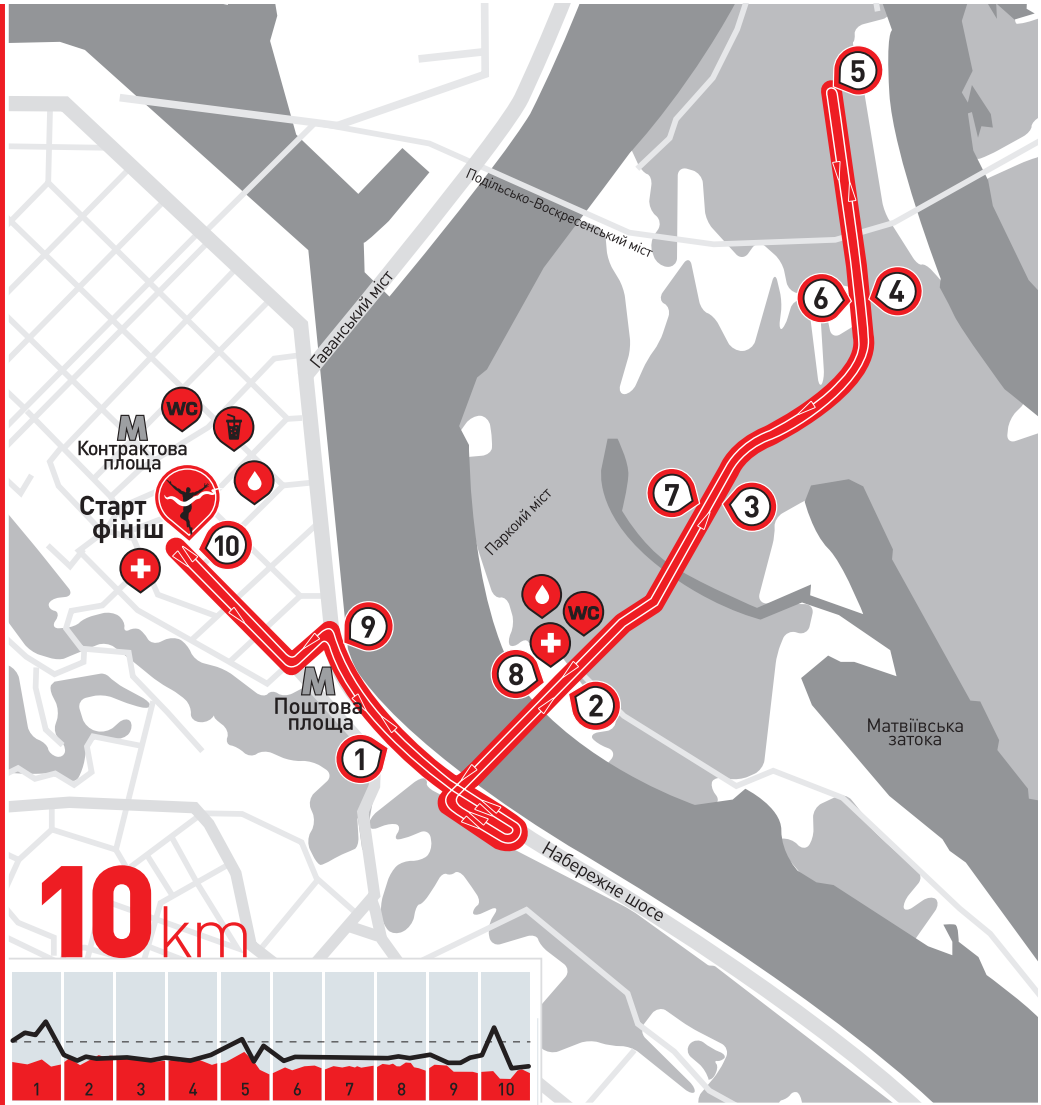 5
Подільсько-Воскресенський міст
6
4
Гаванський міст
WC
M
Контрактова
площа
Старт
фініш
10
7
3
Паркоий міст
WC
9
8
2
M
Поштова
площа
1
Матвіївська
затока
Набережне шосе
10 km
1 2 3 4 5 6 7 8 9 10